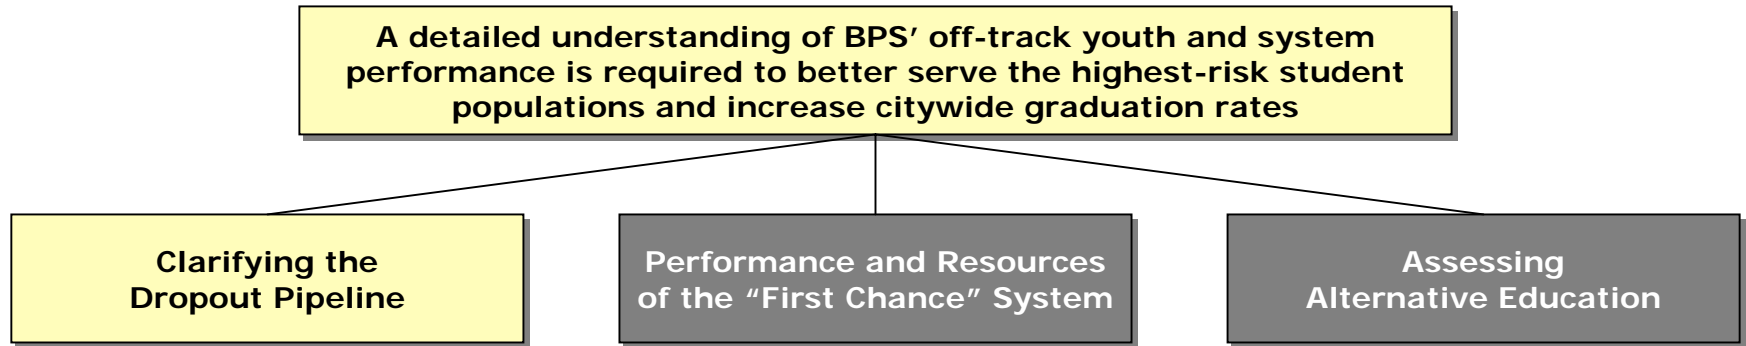 A detailed understanding of BPS’ off-track youth and system
performance is required to better serve the highest-risk student
populations and increase citywide graduation rates
Clarifying the
Dropout Pipeline
Performance and Resources
of the “First Chance” System
Assessing
Alternative Education